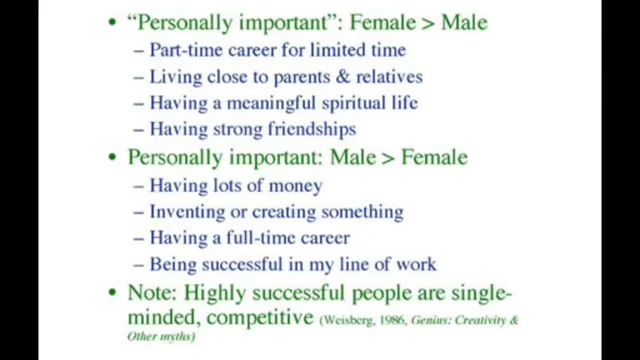 • “Personally important”: Female > Male
– Part-time career for limited time
– Living close to parents & relatives
– Having a meaningful spiritual life
– Having strong friendships
• Personally important: Male > Female
– Having lots of money
– Inventing or creating something
– Having a full-time career
– Being successful in my line of work
• Note: Highly successful people are single-
minded, competitive (Weisberg, 1986, Genius: Creativity &
Other myths)